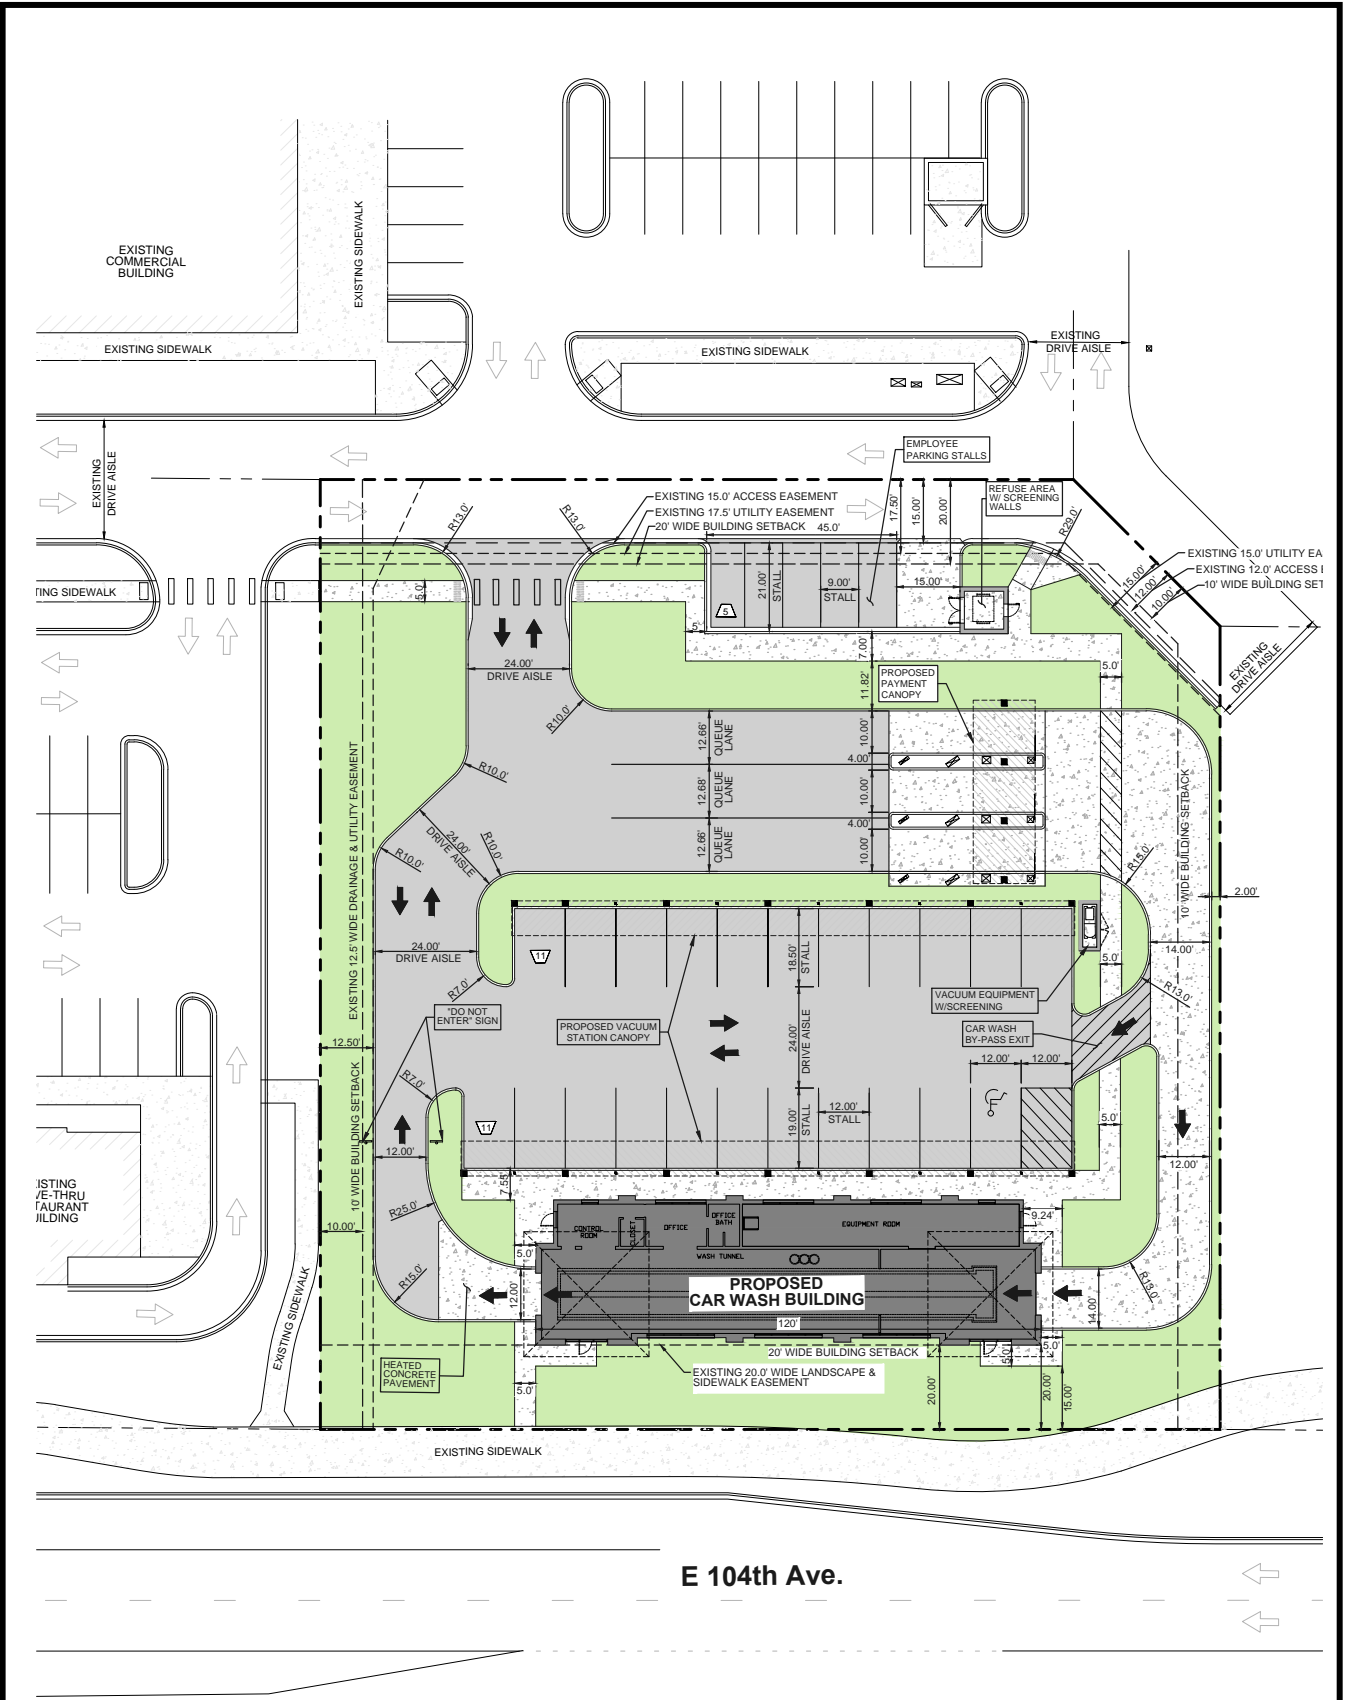 EXISTING
COMMERCIAL
BUILDING
EXISTING SIDEWALK
EXISTING SIDEWALK
EXISTING SIDEWALK
EXISTING
DRIVE AISLE
EXISTING
DRIVE AISLE
EMPLOYEE
PARKING STALLS
REFUSE AREA
W/ SCREENING
WALLS
EXISTING 15.0' ACCESS EASEMENT
EXISTING 17.5' UTILITY EASEMENT
20' WIDE BUILDING SETBACK
45.0'
17.50'
15.00'
20.00'
R13.0'
R13.0'
R29.0'
EXISTING 15.0' UTILITY EA
EXISTING 12.0' ACCESS
10' WIDE BUILDING SET
15.00'
12.00'
10.00'
TING SIDEWALK
5.0'
21.00'
STALL
9.00'
STALL
15.00'
5
5'
7.00'
24.00'
DRIVE AISLE
11.82'
5.0'
EXISTING
DRIVE AISLE
PROPOSED
PAYMENT
CANOPY
R10.0'
R10.0'
12.66'
QUEUE
LANE
12.68'
QUEUE
LANE
12.66'
QUEUE
LANE
10.00'
4.00'
10.00'
4.00'
10.00'
24.00'
DRIVE AISLE
R10.0'
R10.0'
R15.0'
EXISTING 12.5' WIDE DRAINAGE & UTILITY EASEMENT
10' WIDE BUILDING SETBACK
2.00'
24.00'
DRIVE AISLE
11
18.50'
STALL
5.0'
14.00'
R7.0'
R13.0'
"DO NOT
ENTER" SIGN
VACUUM EQUIPMENT
W/SCREENING
PROPOSED VACUUM
STATION CANOPY
CAR WASH
BY-PASS EXIT
12.50'
24.00'
DRIVE AISLE
12.00'
12.00'
R7.0'
12.00'
STALL
19.00'
STALL
11
5.0'
10' WIDE BUILDING SETBACK
12.00'
12.00'
7.55'
ISTING
VE-THRU
TAURANT
ILDING
R25.0'
10.00'
9.24'
CONTROL
ROOM
CLOSET
OFFICE
OFFICE
BATH
EQUIPMENT ROOM
WASH TUNNEL
5.0'
12.00'
R15.0'
R13.0'
14.00'
PROPOSED
CAR WASH BUILDING
120'
EXISTING SIDEWALK
20' WIDE BUILDING SETBACK
5.0'
5.0'
HEATED
CONCRETE
PAVEMENT
EXISTING 20.0' WIDE LANDSCAPE &
SIDEWALK EASEMENT
5.0'
20.00'
20.00'
15.00'
EXISTING SIDEWALK
E 104th Ave.